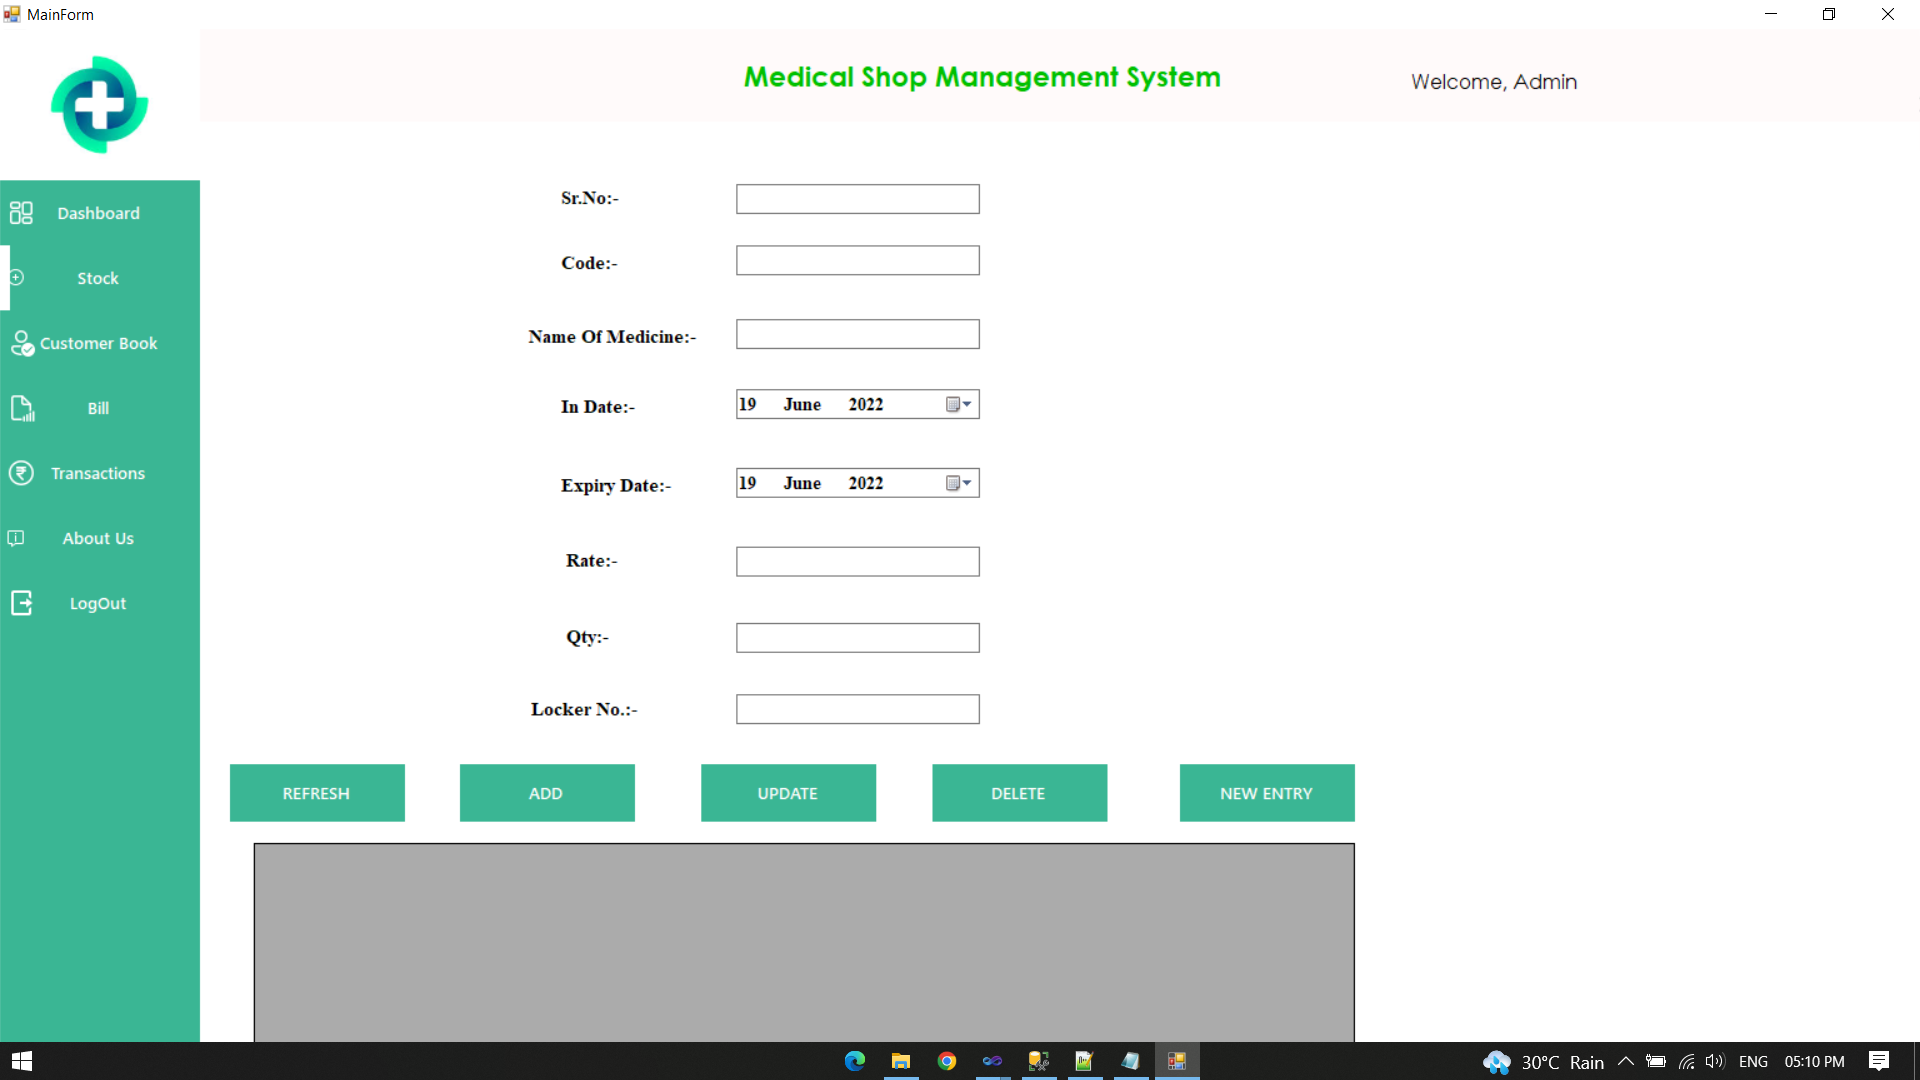 MainForm
Medical Shop Management System
Welcome, Admin
Dashboard
Stock
Customer Book
Bill
Transactions
About Us
LogOut
Sr.No:-
Code:-
Name Of Medicine:-
In Date:- 19 June 2022
Expiry Date:- 19 June 2022
Rate:-
Qty:-
Locker No.:-
REFRESH ADD UPDATE DELETE NEW ENTRY
30°C Rain ENG 05:10 PM